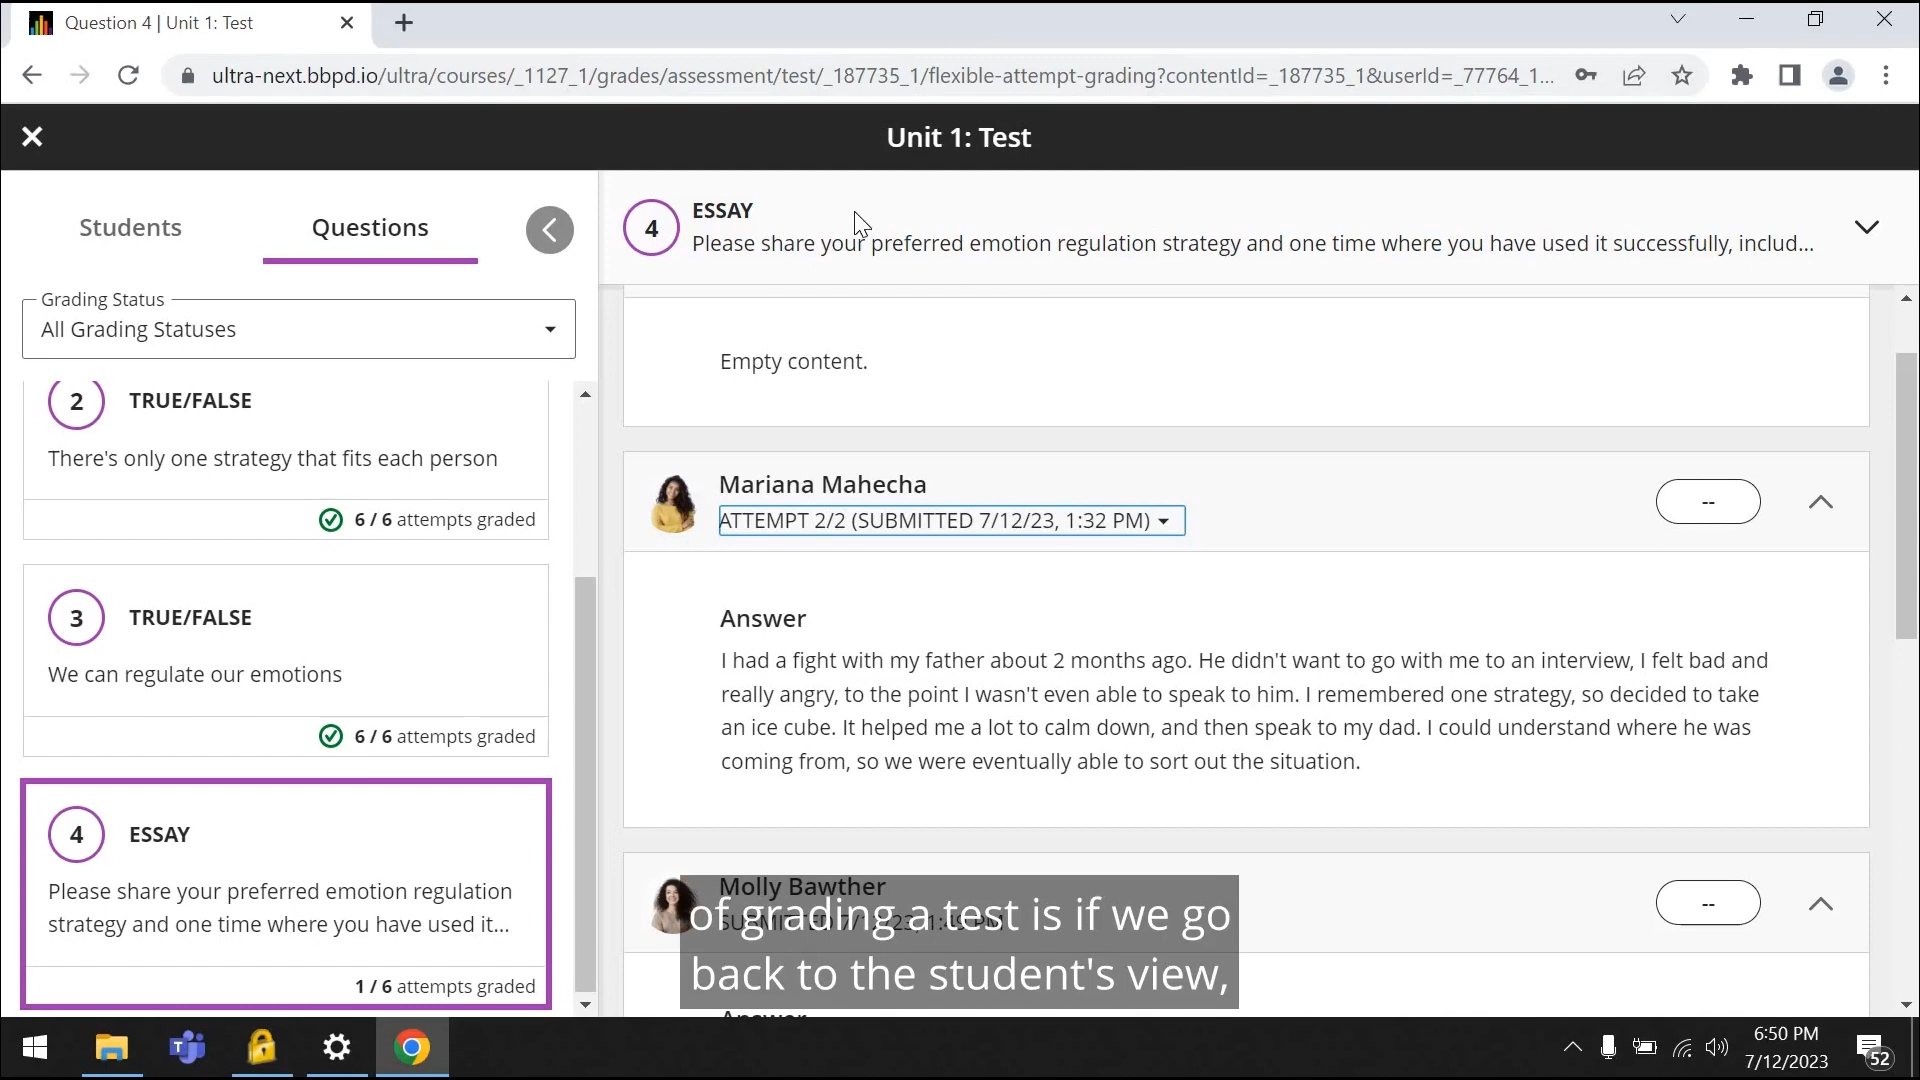 Question 4 | Unit 1: Test
ultra-next.bbpd.io/ultra/courses/_1127_1/grades/assessment/test/_187735_1/flexible-attempt-grading?contentId=_187735_1&userId=_77764_1...
Unit 1: Test
Students
Questions
Grading Status
All Grading Statuses
2
TRUE/FALSE
There's only one strategy that fits each person
6 / 6 attempts graded
3
TRUE/FALSE
We can regulate our emotions
6 / 6 attempts graded
4
ESSAY
Please share your preferred emotion regulation
strategy and one time where you have used it...
1 / 6 attempts graded
4
ESSAY
Please share your preferred emotion regulation strategy and one time where you have used it successfully, includ...
Empty content.
Mariana Mahecha
ATTEMPT 2/2 (SUBMITTED 7/12/23, 1:32 PM)
--
Answer
I had a fight with my father about 2 months ago. He didn't want to go with me to an interview, I felt bad and
really angry, to the point I wasn't even able to speak to him. I remembered one strategy, so decided to take
an ice cube. It helped me a lot to calm down, and then speak to my dad. I could understand where he was
coming from, so we were eventually able to sort out the situation.
Molly Bawther
SUBMITTED 7/12/23, 1:49 PM
--
of grading a test is if we go
back to the student's view,
Answer
6:50 PM
7/12/2023
52